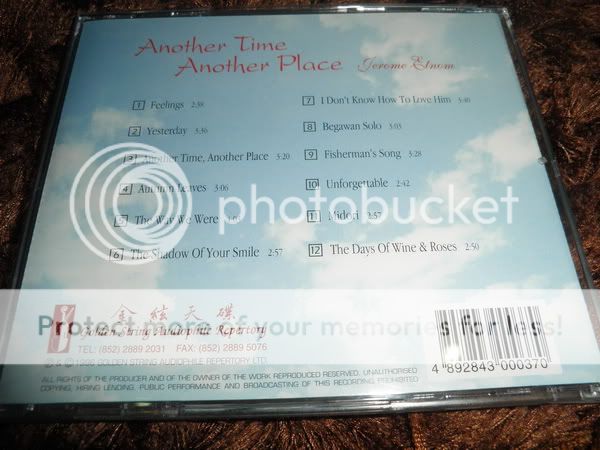 Another Time
Another Place Jerome Etnom
1 Feelings 2:38
2 Yesterday 3:36
3 Another Time, Another Place 3:20
4 Autumn Leaves 3:06
5 The Way We Were
6 The Shadow Of Your Smile 2:57
7 I Don't Know How To Love Him 3:40
8 Begawan Solo 3:03
9 Fisherman's Song 3:28
10 Unforgettable 2:42
11 Midori 2:57
12 The Days Of Wine & Roses 2:50
photobucket
Protect more of your memories for less!
金絃天碟
Golden String Audiophile Repertory
TEL: (852) 2889 2031 FAX: (852) 2889 5076
GOLDEN STRING AUDIOPHILE REPERTORY LTD.
ALL RIGHTS OF THE PRODUCER AND OF THE OWNER OF THE WORK REPRODUCED RESERVED. UNAUTHORISED
COPYING, HIRING LENDING, PUBLIC PERFORMANCE AND BROADCASTING OF THIS RECORDING PROHIBITED
4 892843 000370